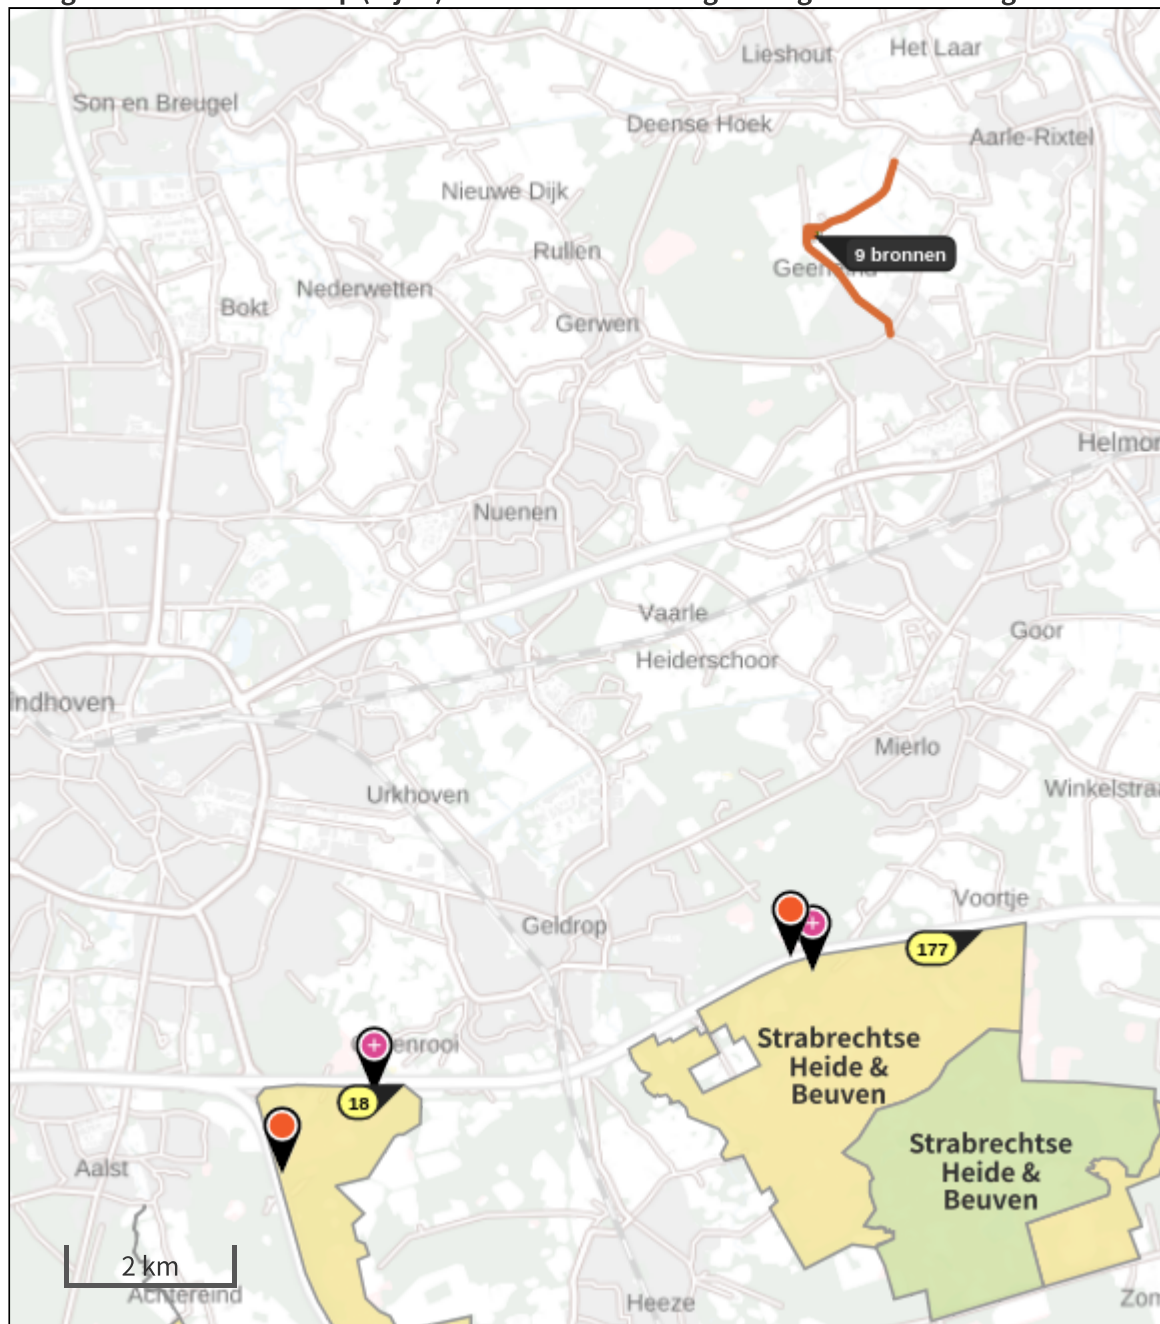 Lieshout
Het Laar
Son en Breugel
Deense Hoek
Aarle-Rixtel
Nieuwe Dijk
Rullen
9 bronnen
Nederwetten
Bokt
Gerwen
Helmon
Nuenen
Vaarle
Goor
Heiderschoor
indhoven
Mierlo
Winkelstraa
Urkhoven
Voortje
Geldrop
177
Strabrechtse
Heide &
Beuven
enrooi
18
Strabrechtse
Heide &
Beuven
Aalst
2 km
Achtereind
Heeze
Zon